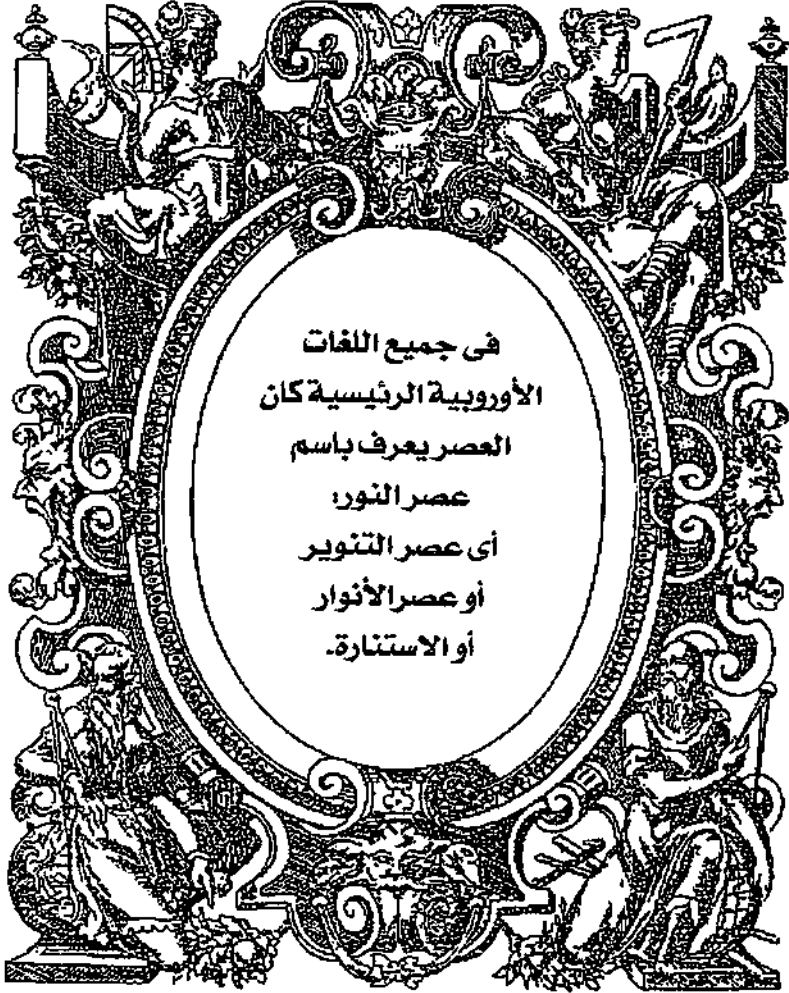 فى جميع اللغات
الأوروبية الرئيسية كان
العصر يعرف باسم
عصر النور؛
أى عصر التنوير
أو عصر الأنوار
أو الاستنارة.